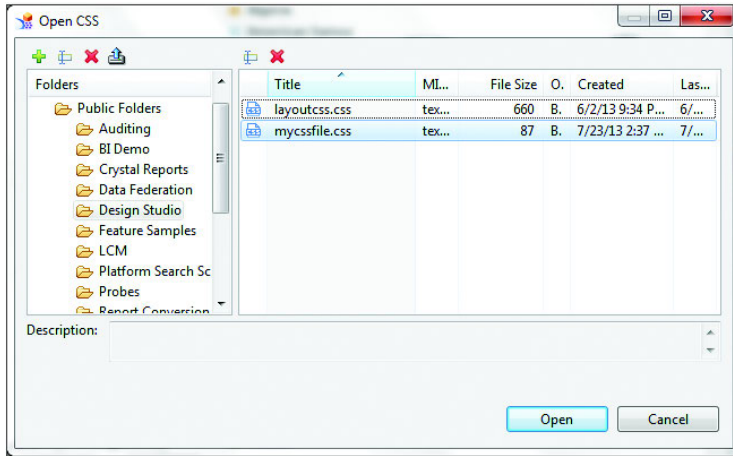 Open CSS
Folders
Public Folders
Auditing
BI Demo
Crystal Reports
Data Federation
Design Studio
Feature Samples
LCM
Platform Search Sc
Probes
Report Conversion
Title MI... File Size O. Created Las...
layoutcss.css tex... 660 B. 6/2/13 9:34 P... 6/...
mycssfile.css tex... 87 B. 7/23/13 2:37 ... 7/...
Description:
Open Cancel